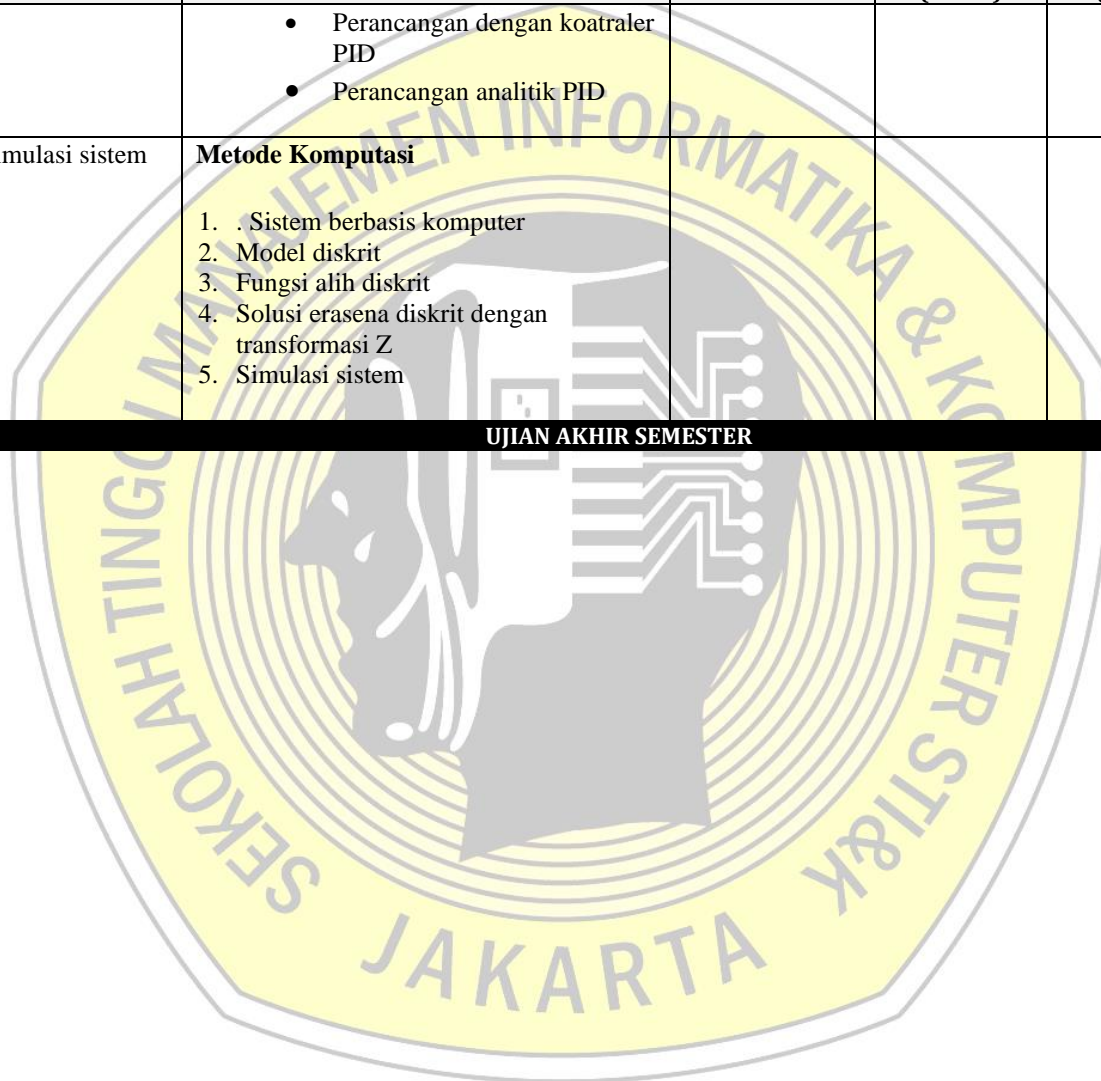 • Perancangan dengan koatraler
PID
• Perancangan analitik PID
mulasi sistem
Metode Komputasi
1. . Sistem berbasis komputer
2. Model diskrit
3. Fungsi alih diskrit
4. Solusi erasena diskrit dengan
transformasi Z
5. Simulasi sistem
UJIAN AKHIR SEMESTER
SEKOLAH TINGGI MANAJEMEN INFORMATIKA & KOMPUTER STI&K
JAKARTA